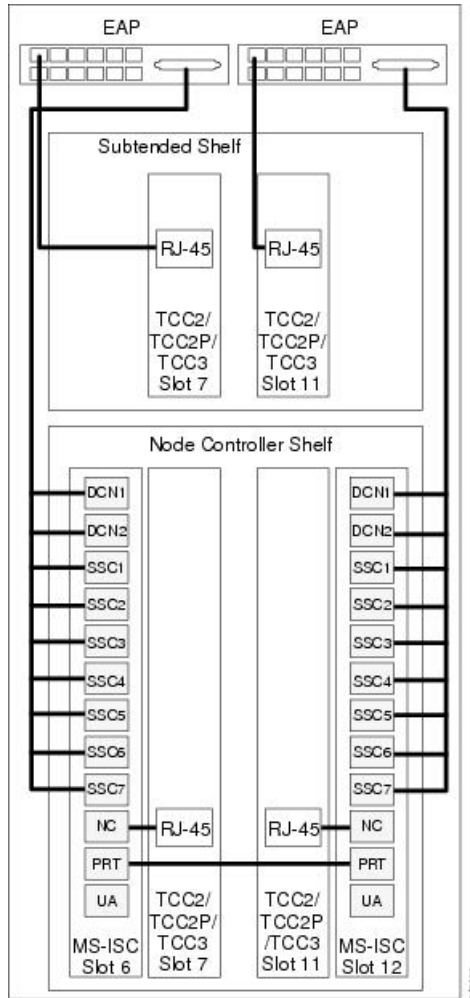 EAP
EAP
Subtended Shelf
RJ-45
RJ-45
TCC2/
TCC2P/
TCC3
Slot 7
TCC2/
TCC2P/
TCC3
Slot 11
Node Controller Shelf
DCN1
DCN2
SSC1
SSC2
SSC3
SSC4
SSC5
SSC6
SSC7
NC
PRT
UA
MS-ISC
Slot 6
RJ-45
TCC2/
TCC2P/
TCC3
Slot 7
RJ-45
TCC2/
TCC2P
/TCC3
Slot 11
DCN1
DCN2
SSC1
SSC2
SSC3
SSC4
SSC5
SSC6
SSC7
NC
PRT
UA
MS-ISC
Slot 12